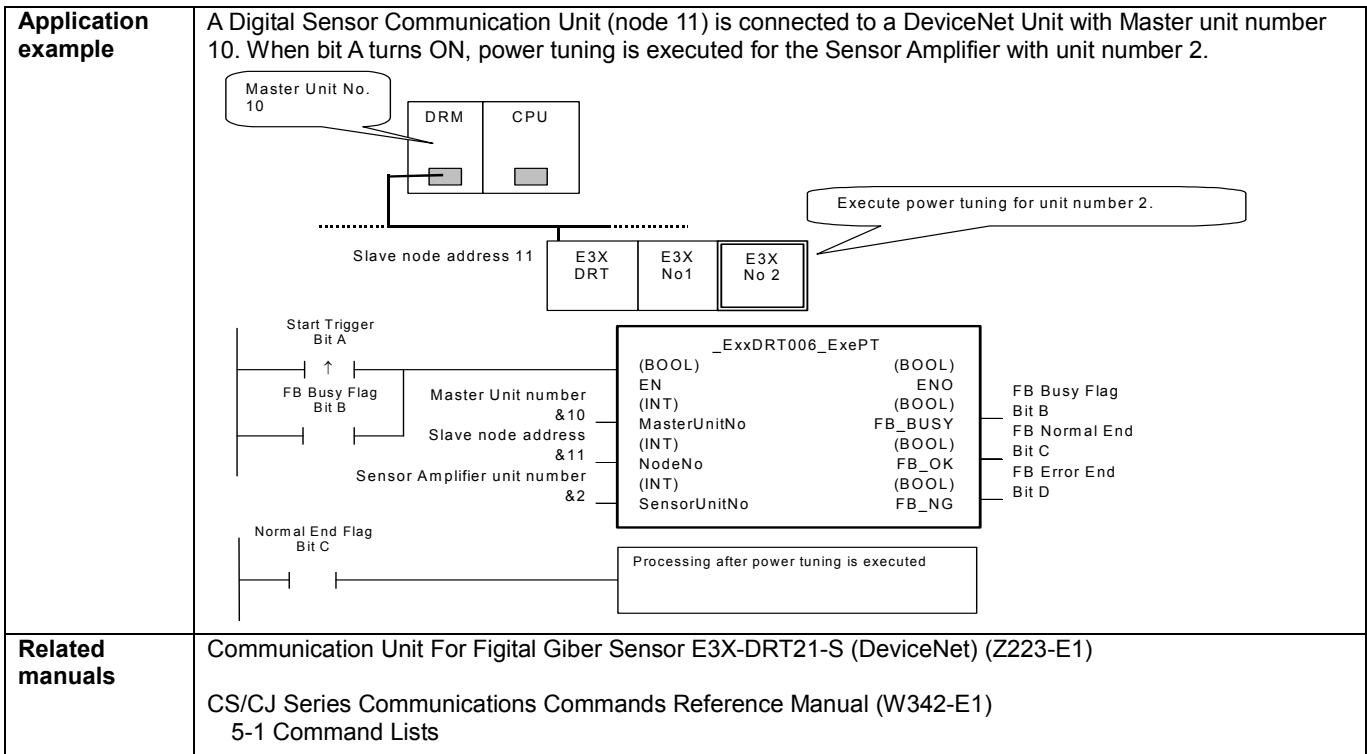 Application example
A Digital Sensor Communication Unit (node 11) is connected to a DeviceNet Unit with Master unit number
10. When bit A turns ON, power tuning is executed for the Sensor Amplifier with unit number 2.
Master Unit No.
10
DRM
CPU
Execute power tuning for unit number 2.
Slave node address 11
E3X
DRT
E3X
No1
E3X
No 2
Start Trigger
Bit A
↑
FB Busy Flag
Bit B
Master Unit number
&10
Slave node address
&11
Sensor Amplifier unit number
&2
_ExxDRT006_ExePT
(BOOL) (BOOL)
EN ENO
(INT) (BOOL)
MasterUnitNo FB_BUSY
(INT) (BOOL)
NodeNo FB_OK
(INT) (BOOL)
SensorUnitNo FB_NG
FB Busy Flag
Bit B
FB Normal End
Bit C
FB Error End
Bit D
Normal End Flag
Bit C
Processing after power tuning is executed
Related manuals
Communication Unit For Figital Giber Sensor E3X-DRT21-S (DeviceNet) (Z223-E1)
CS/CJ Series Communications Commands Reference Manual (W342-E1)
5-1 Command Lists